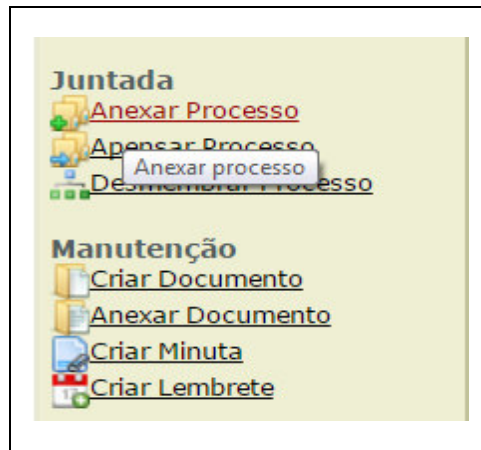 Juntada
Anexar Processo
Apensar Processo
Anexar processo
Desmembrar Processo
Manutenção
Criar Documento
Anexar Documento
Criar Minuta
Criar Lembrete